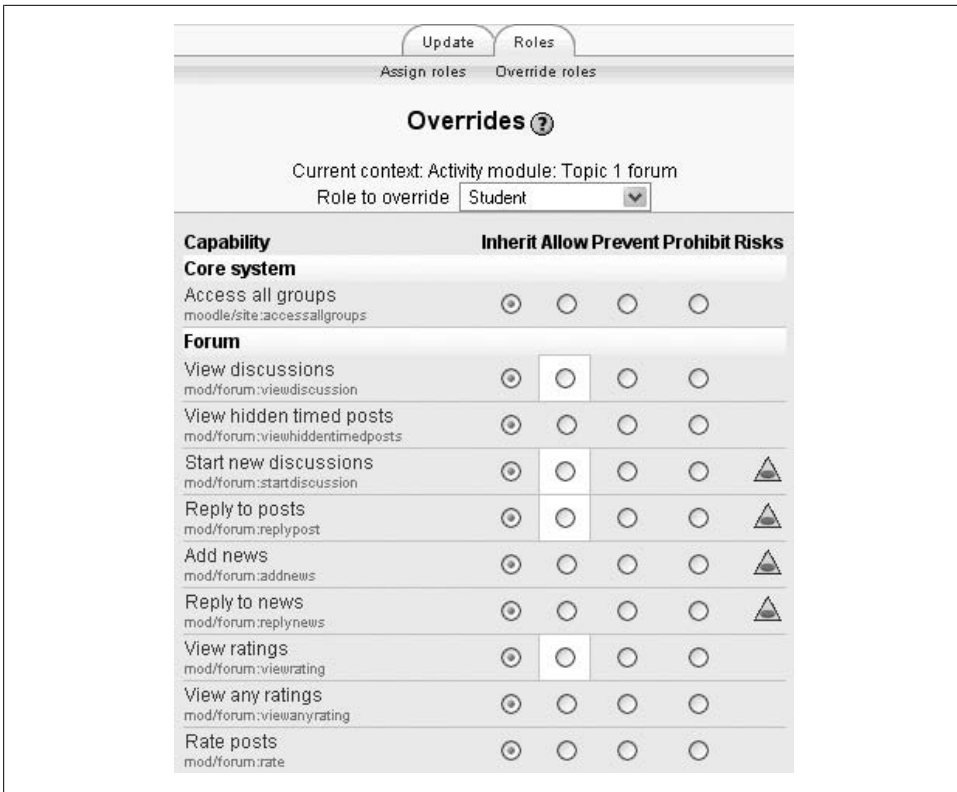 Update Roles
Assign roles Override roles
Overrides ?
Current context: Activity module: Topic 1 forum
Role to override Student
Capability Inherit Allow Prevent Prohibit Risks
Core system
Access all groups
moodle/site:accessallgroups
Forum
View discussions
mod/forum:viewdiscussion
View hidden timed posts
mod/forum:viewhiddentimedposts
Start new discussions
mod/forum:startdiscussion
Reply to posts
mod/forum:replypost
Add news
mod/forum:addnews
Reply to news
mod/forum:replynews
View ratings
mod/forum:viewrating
View any ratings
mod/forum:viewanyrating
Rate posts
mod/forum:rate